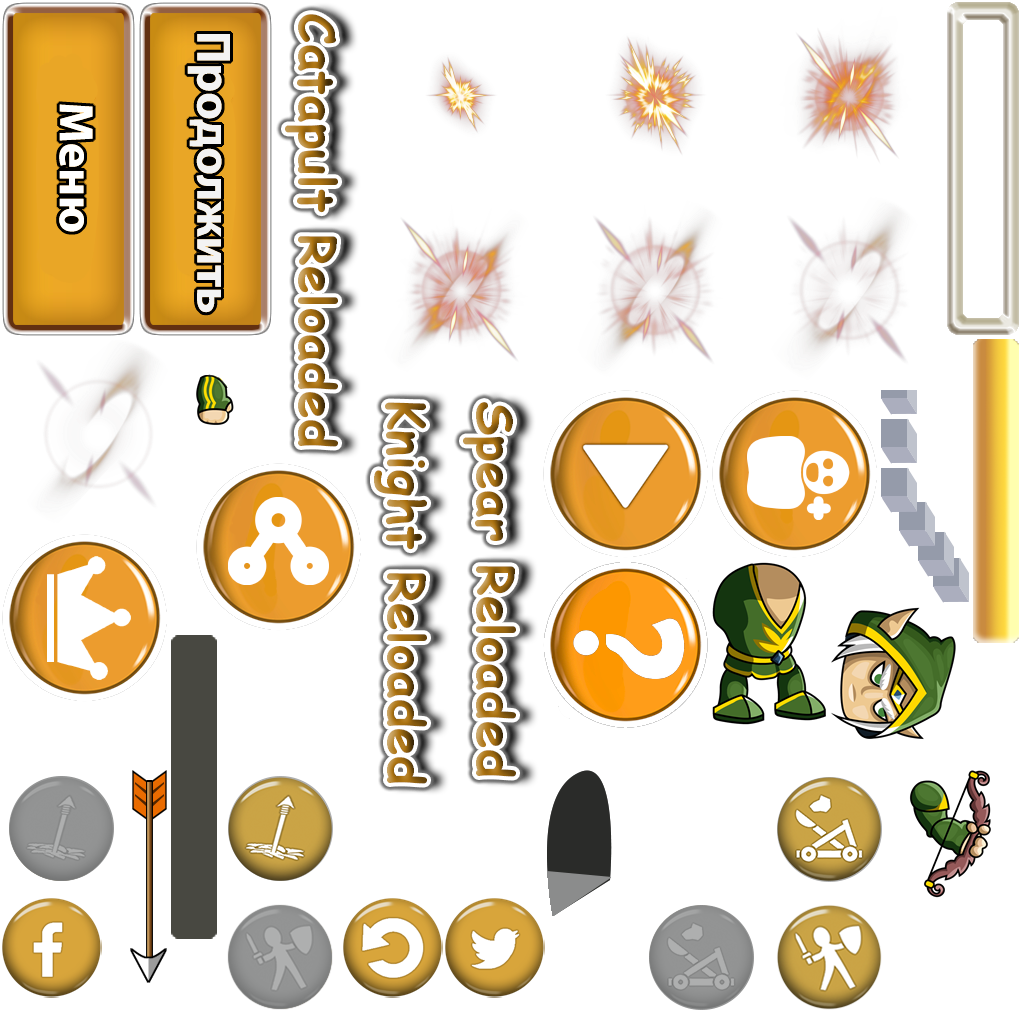 Меню
Продолжить
Catapult Reloaded
Knight Reloaded
Spear Reloaded
?
f